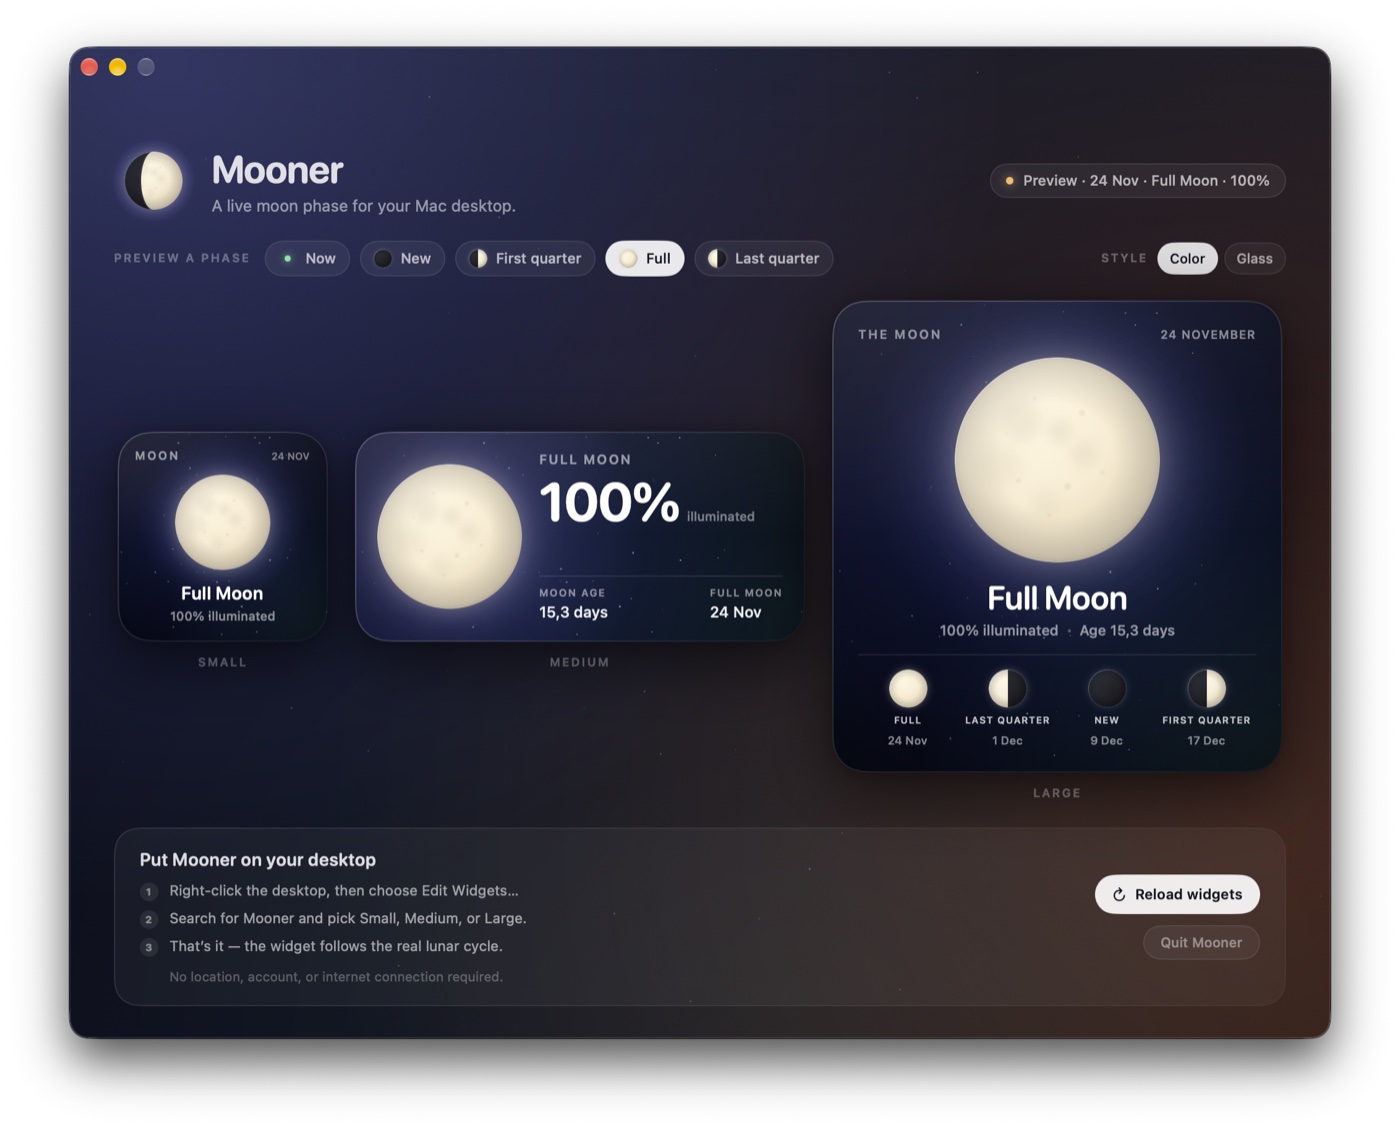 Mooner
A live moon phase for your Mac desktop.
Preview · 24 Nov · Full Moon · 100%
PREVIEW A PHASE
Now
New
First quarter
Full
Last quarter
STYLE
Color
Glass
MOON
24 NOV
Full Moon
100% illuminated
SMALL
FULL MOON
100% illuminated
MOON AGE
15,3 days
FULL MOON
24 Nov
MEDIUM
THE MOON
24 NOVEMBER
Full Moon
100% illuminated · Age 15,3 days
FULL
24 Nov
LAST QUARTER
1 Dec
NEW
9 Dec
FIRST QUARTER
17 Dec
LARGE
Put Mooner on your desktop
1 Right-click the desktop, then choose Edit Widgets...
2 Search for Mooner and pick Small, Medium, or Large.
3 That’s it — the widget follows the real lunar cycle.
No location, account, or internet connection required.
Reload widgets
Quit Mooner